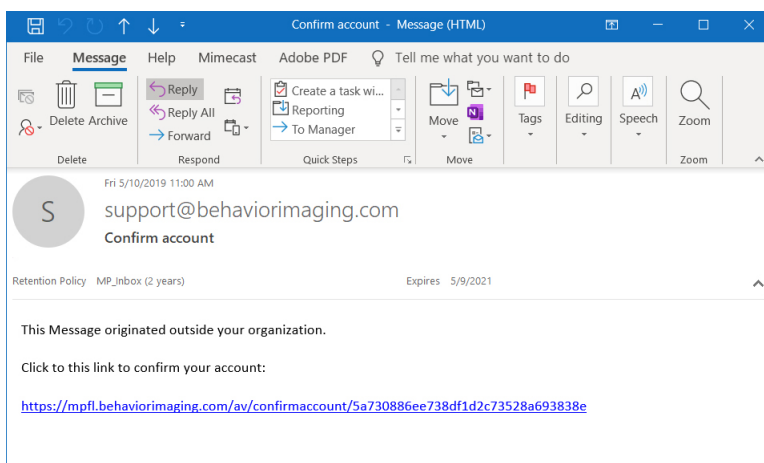 Confirm account - Message (HTML)
File Message Help Mimecast Adobe PDF Tell me what you want to do
Delete Archive
Reply
Reply All
Forward
Create a task wi...
Reporting
To Manager
Move
Tags
Editing
Speech
Zoom
Delete Respond Quick Steps Move Zoom
Fri 5/10/2019 11:00 AM
S
support@behaviorimaging.com
Confirm account
Retention Policy MP_Inbox (2 years) Expires 5/9/2021
This Message originated outside your organization.
Click to this link to confirm your account:
https://mpfl.behaviorimaging.com/av/confirmaccount/5a730886ee738df1d2c73528a693838e